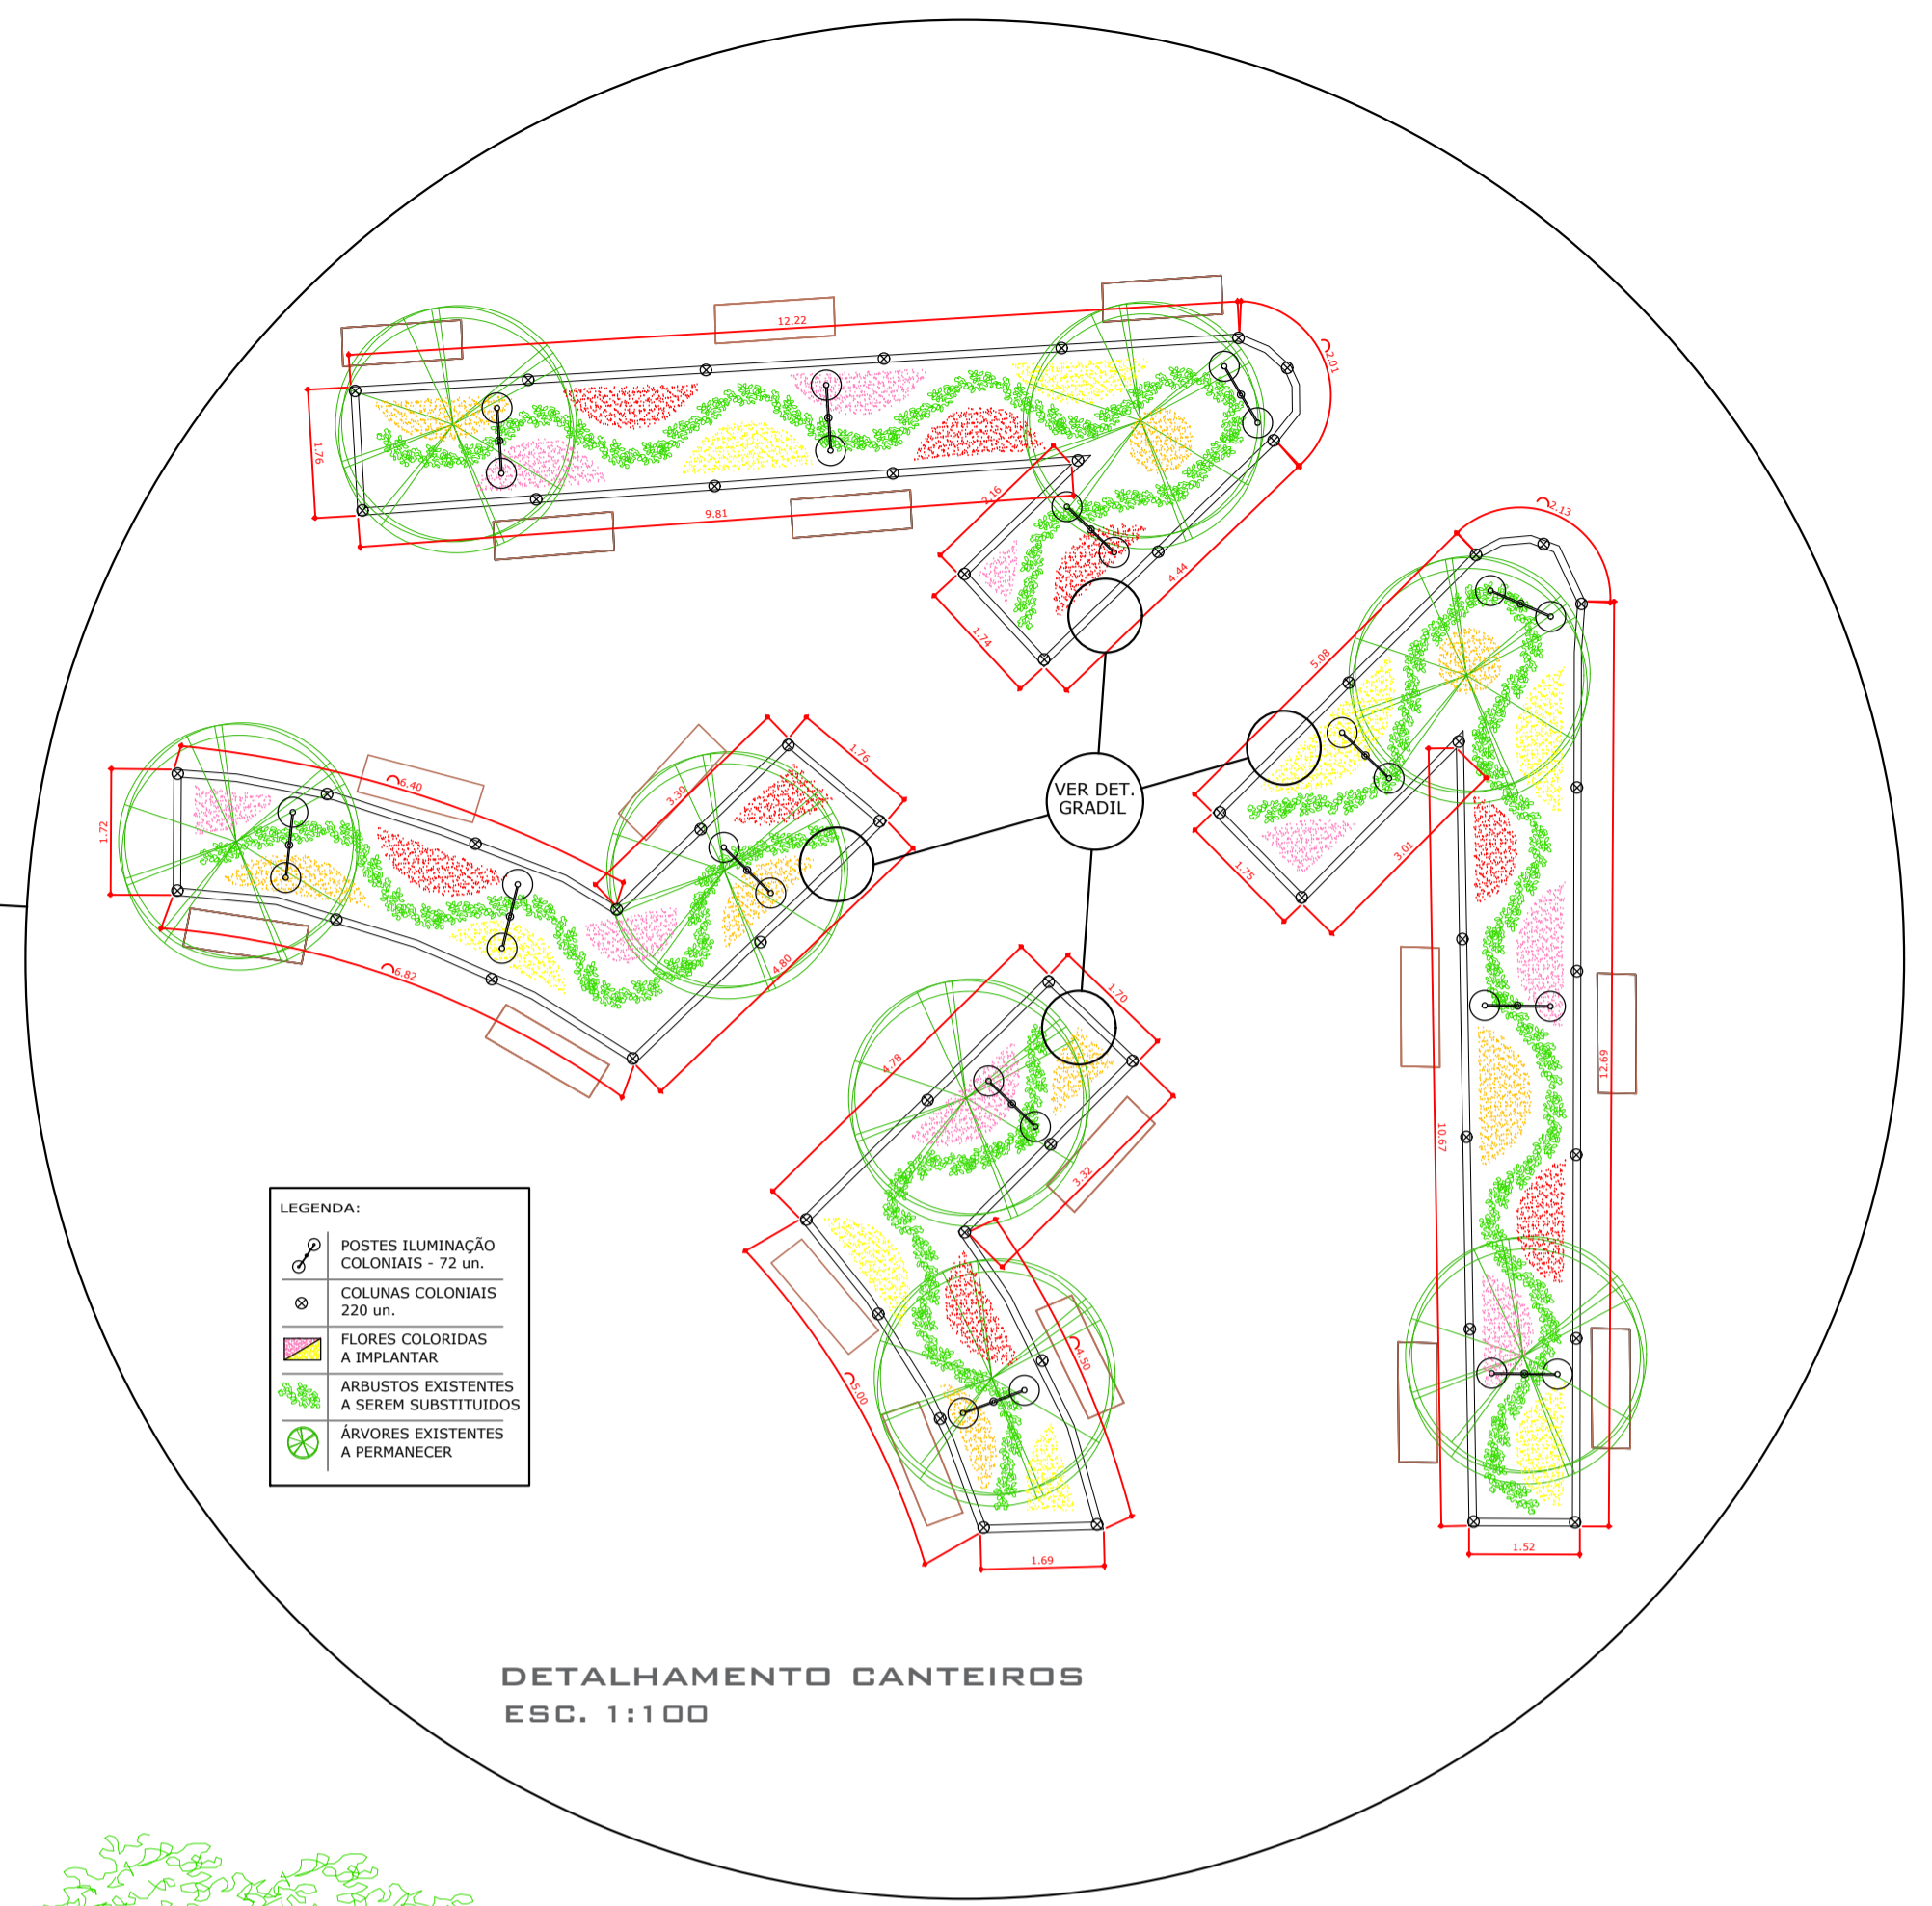 12.22
2.01
1.76
9.81
2.16
4.44
1.74
2.13
5.08
1.76
3.30
6.40
1.72
VER DET.
GRADIL
3.01
1.75
6.82
4.80
1.70
4.78
12.69
10.67
3.32
LEGENDA:
POSTES ILUMINAÇÃO
COLONIAIS - 72 un.
COLUNAS COLONIAIS
220 un.
FLORES COLORIDAS
A IMPLANTAR
ARBUSTOS EXISTENTES
A SEREM SUBSTITUIDOS
ÁRVORES EXISTENTES
A PERMANECER
4.50
5.00
1.69
1.52
DETALHAMENTO CANTEIROS
ESC. 1:100